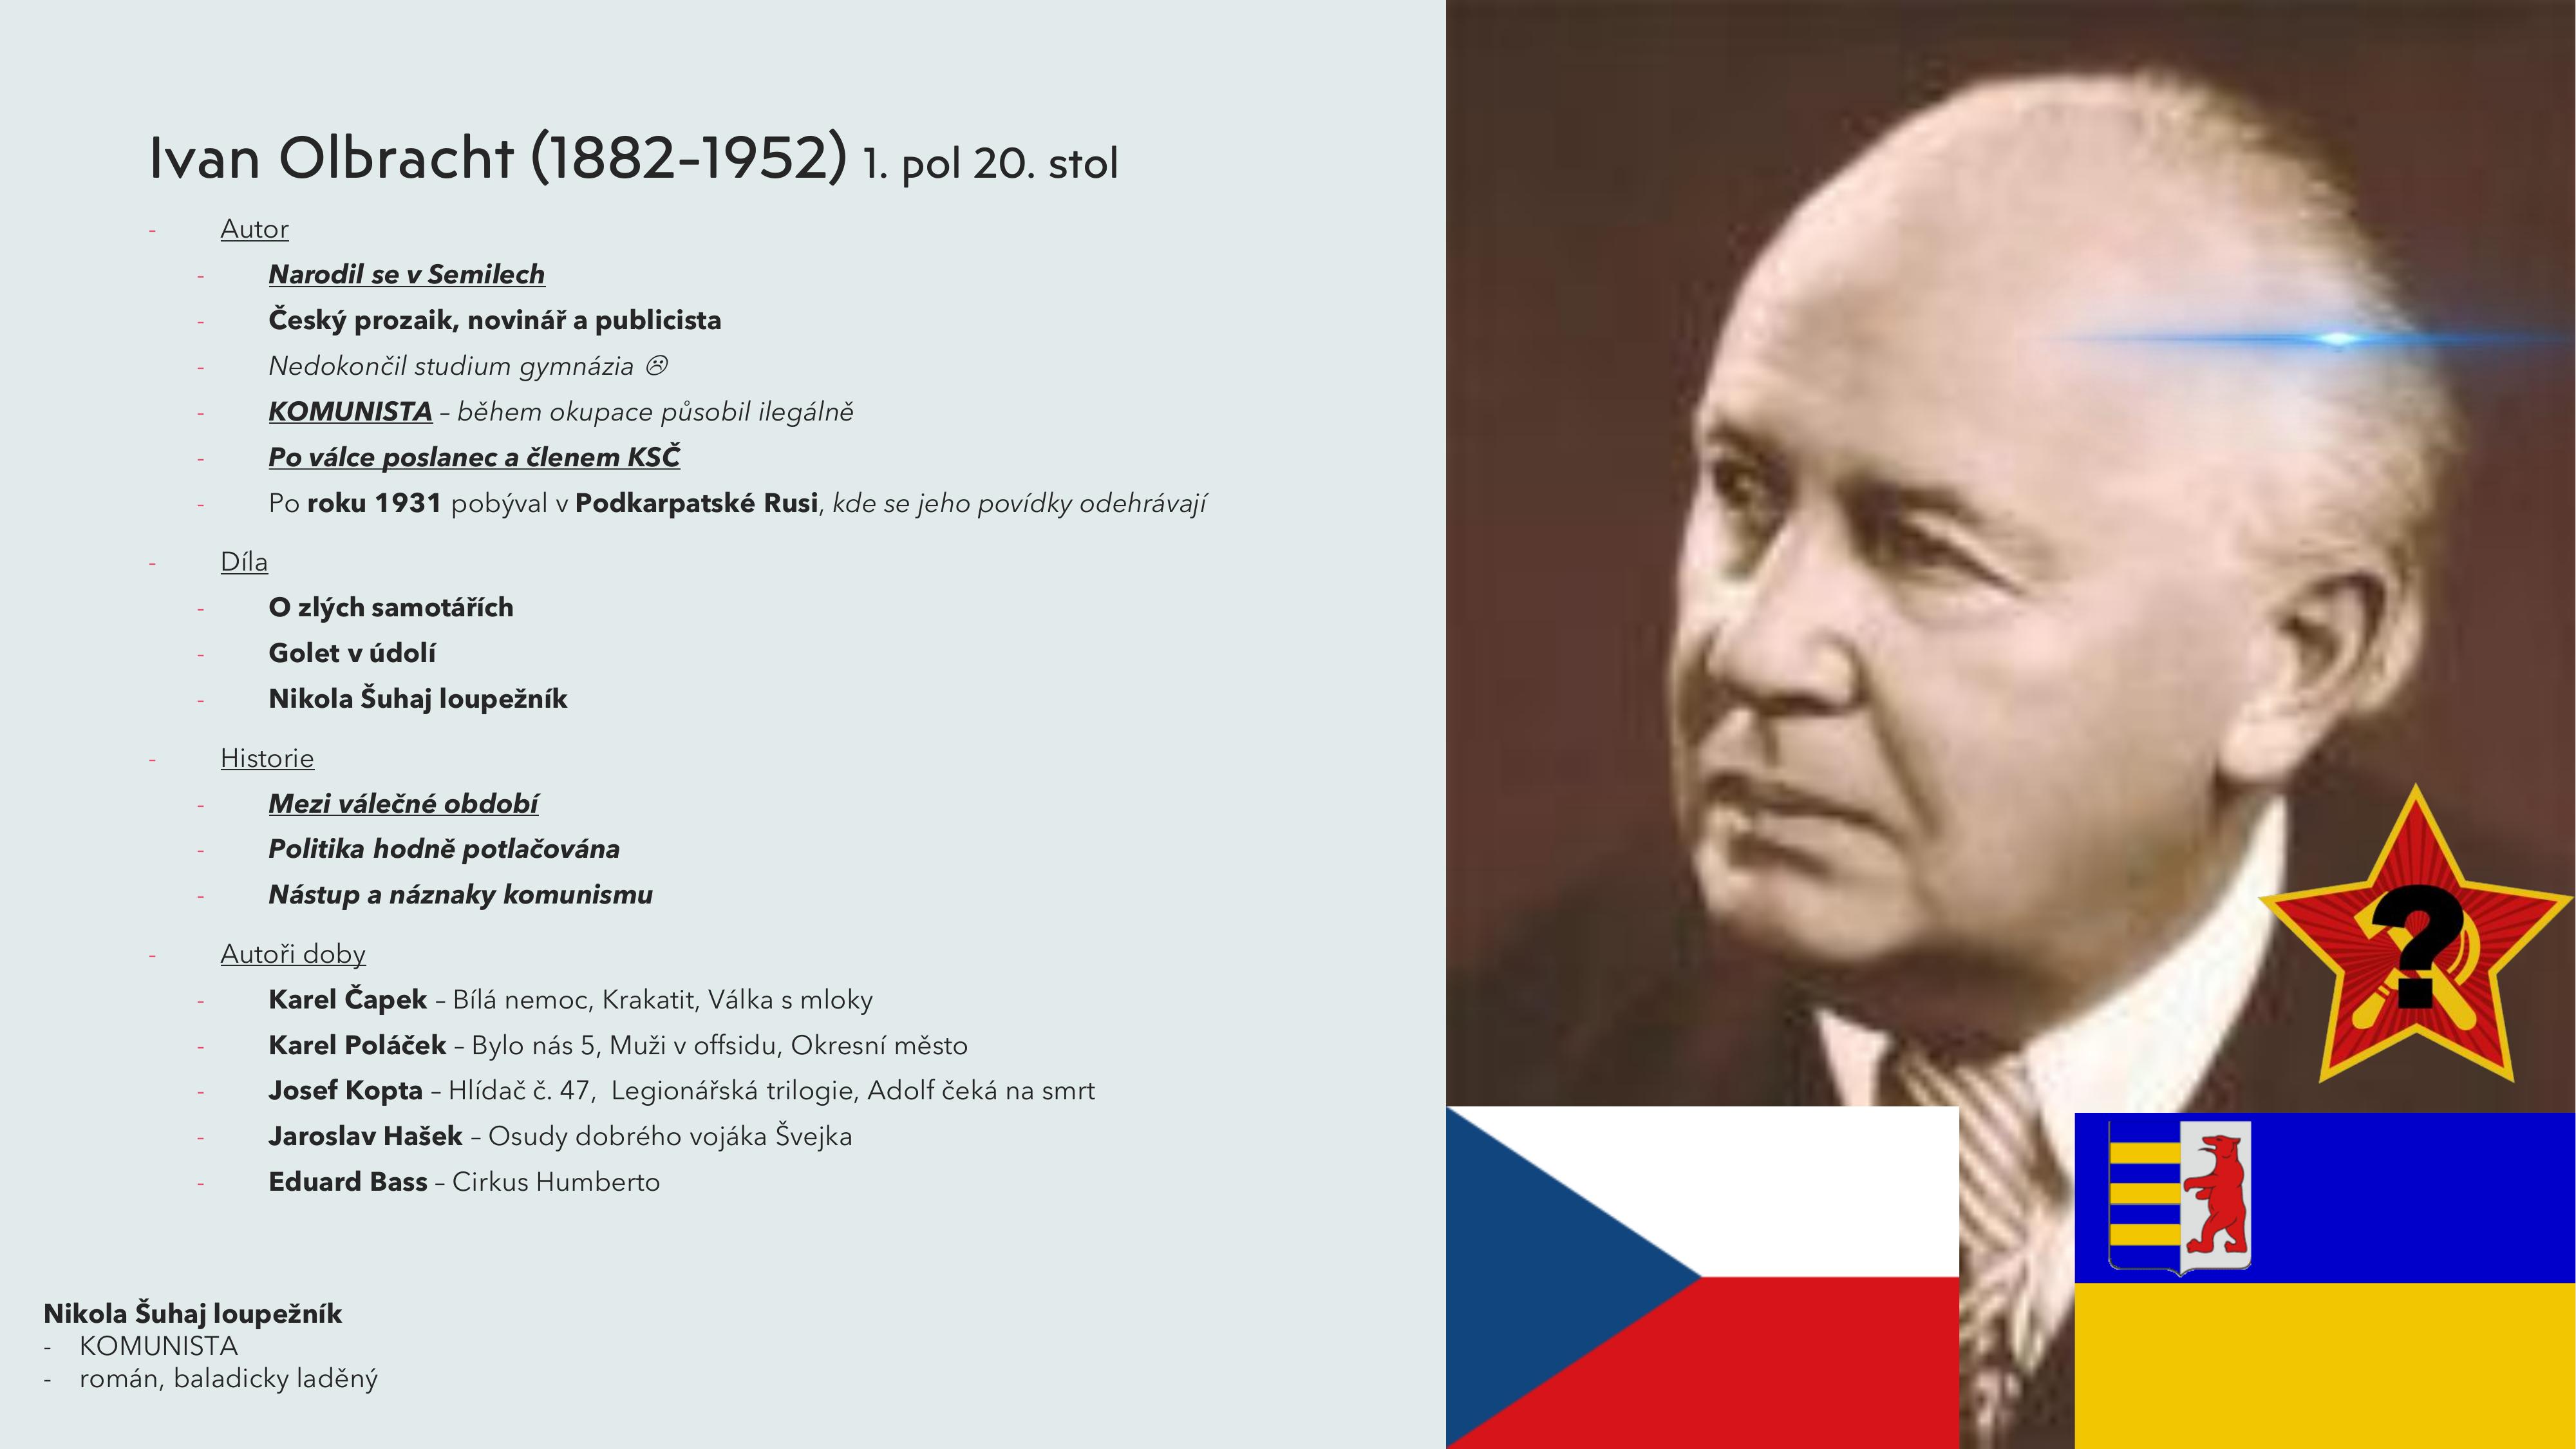 Ivan Olbracht (1882-1952) 1. pol 20. stol
- Autor
- Narodil se v Semilech
- Český prozaik, novinář a publicista
- Nedokončil studium gymnázia ☹
- KOMUNISTA – během okupace působil ilegálně
- Po válce poslanec a členem KSČ
- Po roku 1931 pobýval v Podkarpatské Rusi, kde se jeho povídky odehrávají
- Díla
- O zlých samotářích
- Golet v údolí
- Nikola Šuhaj loupežník
- Historie
- Mezi válečné období
- Politika hodně potlačována
- Nástup a náznaky komunismu
- Autoři doby
- Karel Čapek – Bílá nemoc, Krakatit, Válka s mloky
- Karel Poláček – Bylo nás 5, Muži v offsidu, Okresní město
- Josef Kopta – Hlídač č. 47,  Legionářská trilogie, Adolf čeká na smrt
- Jaroslav Hašek – Osudy dobrého vojáka Švejka
- Eduard Bass – Cirkus Humberto
Nikola Šuhaj loupežník
- KOMUNISTA
- román, baladicky laděný
?